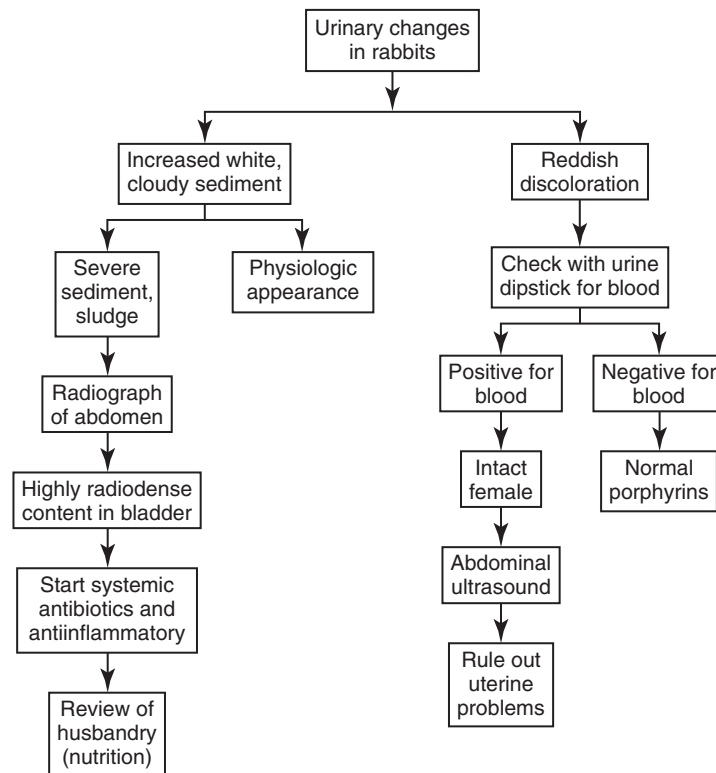 Urinary changes
in rabbits
Increased white,
cloudy sediment
Reddish
discoloration
Severe
sediment,
sludge
Physiologic
appearance
Check with urine
dipstick for blood
Radiograph
of abdomen
Positive for
blood
Negative for
blood
Highly radiodense
content in bladder
Intact
female
Normal
porphyrins
Start systemic
antibiotics and
antiinflammatory
Abdominal
ultrasound
Review of
husbandry
(nutrition)
Rule out
uterine
problems